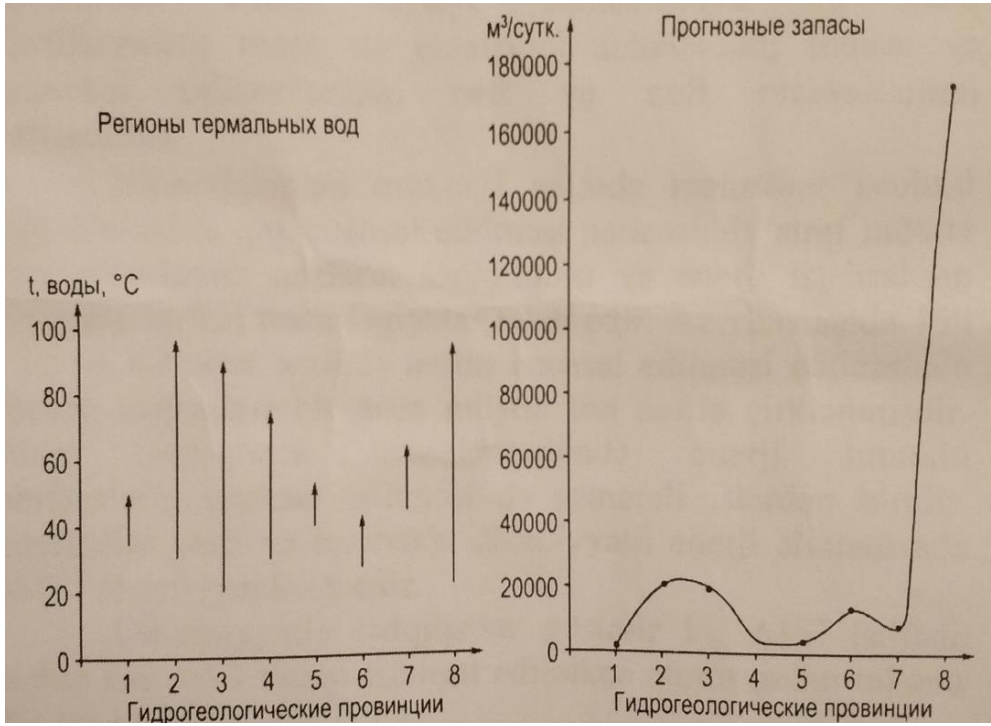 Регионы термальных вод
t, воды, °C
100
80
60
40
20
0
1 2 3 4 5 6 7 8
Гидрогеологические провинции
м³/сутк.
Прогнозные запасы
180000
160000
140000
120000
100000
80000
60000
40000
20000
0
1 2 3 4 5 6 7 8
Гидрогеологические провинции